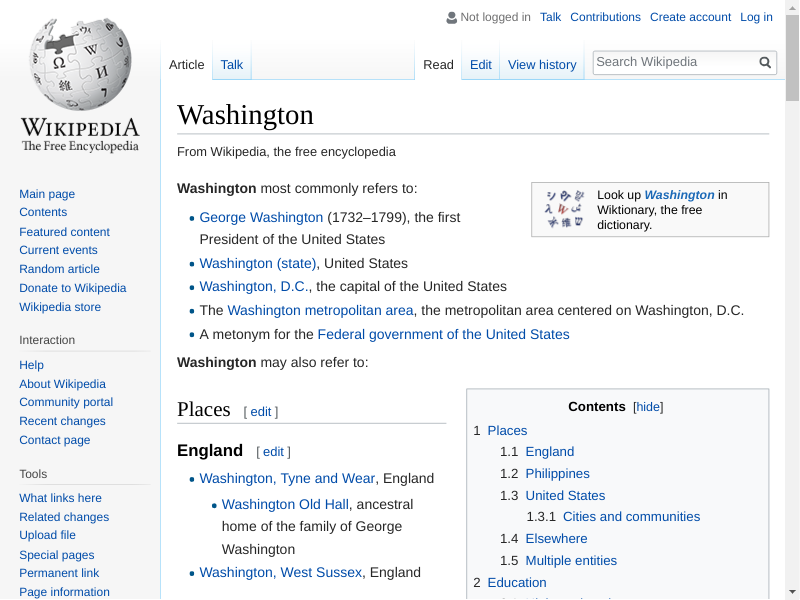 Not logged in Talk Contributions Create account Log in
Article Talk Read Edit View history Search Wikipedia
WIKIPEDIA
The Free Encyclopedia
Main page
Contents
Featured content
Current events
Random article
Donate to Wikipedia
Wikipedia store
Interaction
Help
About Wikipedia
Community portal
Recent changes
Contact page
Tools
What links here
Related changes
Upload file
Special pages
Permanent link
Page information
Washington
From Wikipedia, the free encyclopedia
Washington most commonly refers to:
Look up Washington in
Wiktionary, the free
dictionary.
George Washington (1732–1799), the first
President of the United States
Washington (state), United States
Washington, D.C., the capital of the United States
The Washington metropolitan area, the metropolitan area centered on Washington, D.C.
A metonym for the Federal government of the United States
Washington may also refer to:
Places [ edit ]
England [ edit ]
Washington, Tyne and Wear, England
Washington Old Hall, ancestral
home of the family of George
Washington
Washington, West Sussex, England
Contents [hide]
1 Places
1.1 England
1.2 Philippines
1.3 United States
1.3.1 Cities and communities
1.4 Elsewhere
1.5 Multiple entities
2 Education